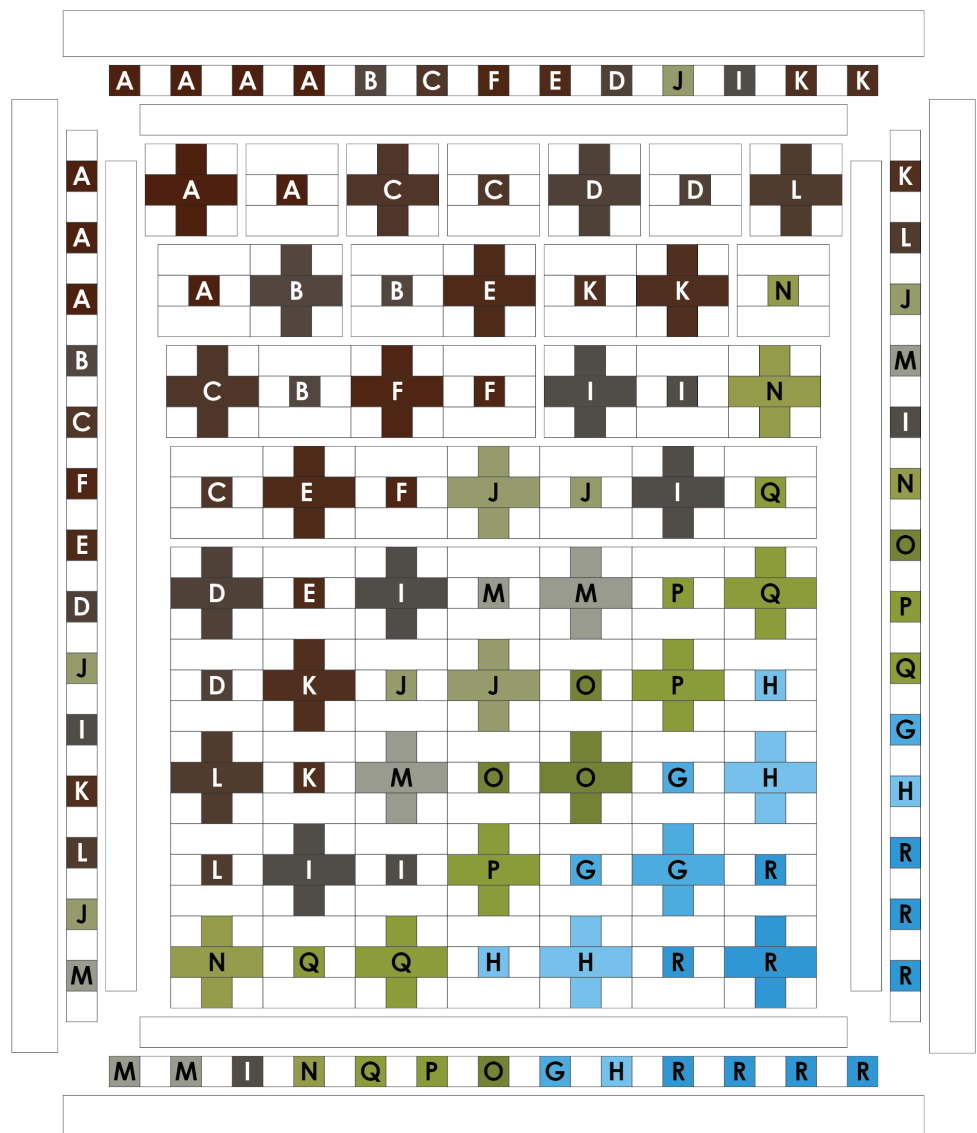 A A A A B C F E D J I K K
A A C C D D L
A B B E K K N
C B F F I I N
C E F J J I Q
D E I M M P Q
D K J J O P H
L K M O O G H
L I I P G G R
N Q Q H H R R
A
A
A
B
C
F
E
D
J
I
K
L
J
M
K
L
J
M
I
N
O
P
Q
G
H
R
R
R
M M I N Q P O G H R R R R